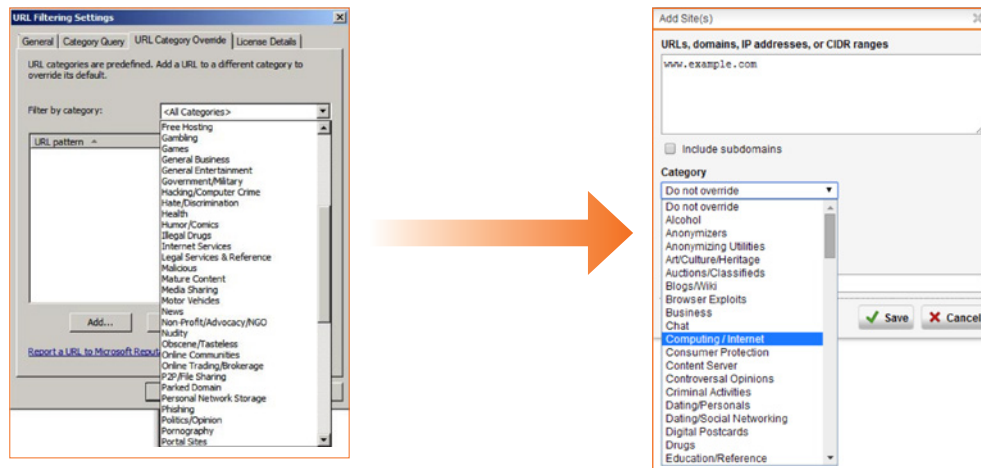 URL Filtering Settings
General
Category Query
URL Category Override
License Details
URL categories are predefined. Add a URL to a different category to
override its default.
Filter by category:
<All Categories>
URL pattern
Free Hosting
Gambling
Games
General Business
General Entertainment
Government/Military
Hacking/Computer Crime
Hate/Discrimination
Health
Humor/Comics
Illegal Drugs
Internet Services
Legal Services & Reference
Malicious
Mature Content
Media Sharing
Motor Vehicles
News
Non-Profit/Advocacy/NGO
Nudity
Obscene/Tasteless
Online Communities
Online Trading/Brokerage
P2P/File Sharing
Parked Domain
Personal Network Storage
Phishing
Politics/Opinion
Pornography
Portal Sites
Add...
Report a URL to Microsoft
Add Site(s)
URLs, domains, IP addresses, or CIDR ranges
www.example.com
Include subdomains
Category
Do not override
Do not override
Alcohol
Anonymizers
Anonymizing Utilities
Art/Culture/Heritage
Auctions/Classifieds
Blogs/Wiki
Browser Exploits
Business
Chat
Computing / Internet
Consumer Protection
Content Server
Controversal Opinions
Criminal Activities
Dating/Personals
Dating/Social Networking
Digital Postcards
Drugs
Education/Reference
Save
Cancel